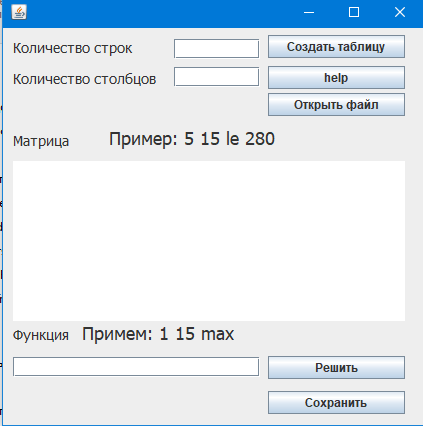 Количество строк
Создать таблицу
Количество столбцов
help
Открыть файл
Матрица
Пример: 5 15 le 280
Функция
Примем: 1 15 max
Решить
Сохранить